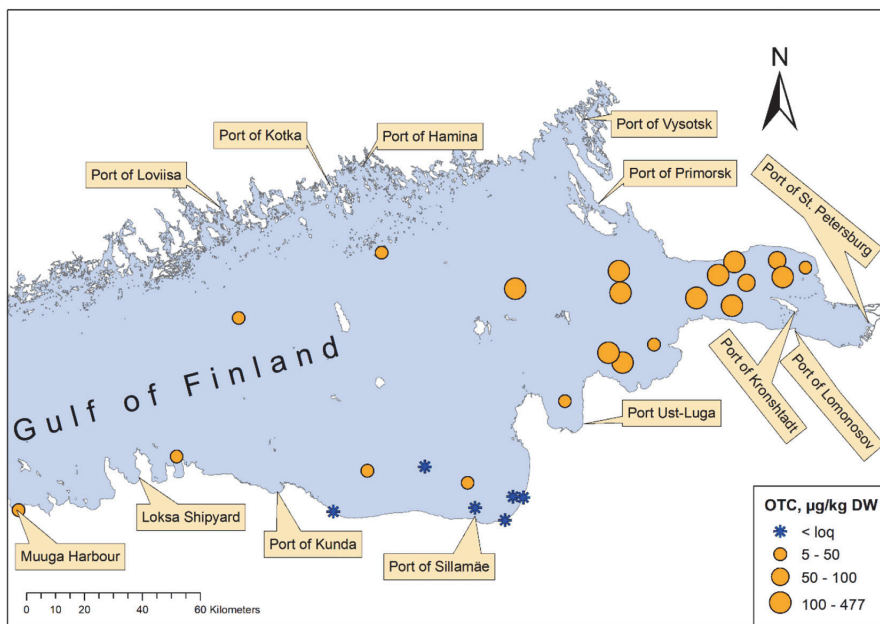 N
Port of Vysotsk
Port of Kotka
Port of Hamina
Port of Loviisa
Port of Primorsk
Port of St. Petersburg
Gulf of Finland
Port of Kronshtadt
Port of Lomonosov
Port Ust-Luga
Loksa Shipyard
Port of Kunda
Muuga Harbour
Port of Sillamäe
OTC, µg/kg DW
< loq
5 - 50
50 - 100
100 - 477
0 10 20 40 60 Kilometers